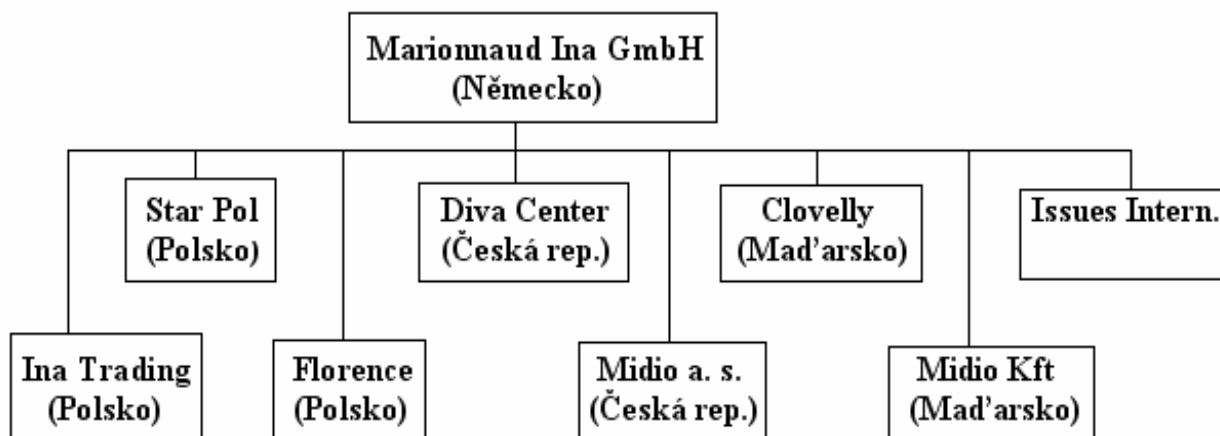 Marionnaud Ina GmbH
(Německo)
Star Pol
(Polsko)
Diva Center
(Česká rep.)
Clovelly
(Maďarsko)
Issues Intern.
Ina Trading
(Polsko)
Florence
(Polsko)
Midio a. s.
(Česká rep.)
Midio Kft
(Maďarsko)